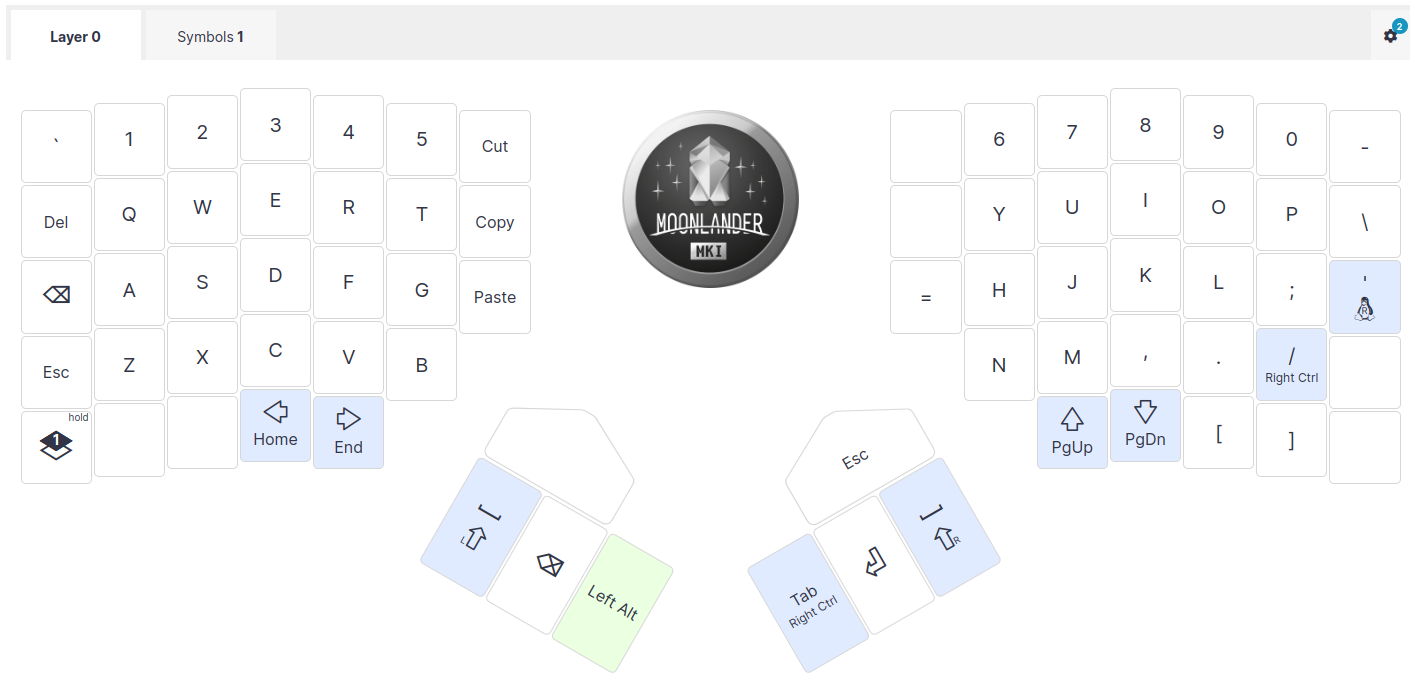 Layer 0
Symbols 1
2
`
1
2
3
4
5
Cut
6
7
8
9
0
-
Del
Q
W
E
R
T
Copy
Y
U
I
O
P
\
A
S
D
F
G
Paste
=
H
J
K
L
;
'
R
Esc
Z
X
C
V
B
N
M
,
.
/
Right Ctrl
hold
1
Home
End
PgUp
PgDn
[
]
[
L
Left Alt
Esc
]
R
Tab
Right Ctrl
MOONLANDER
MKI